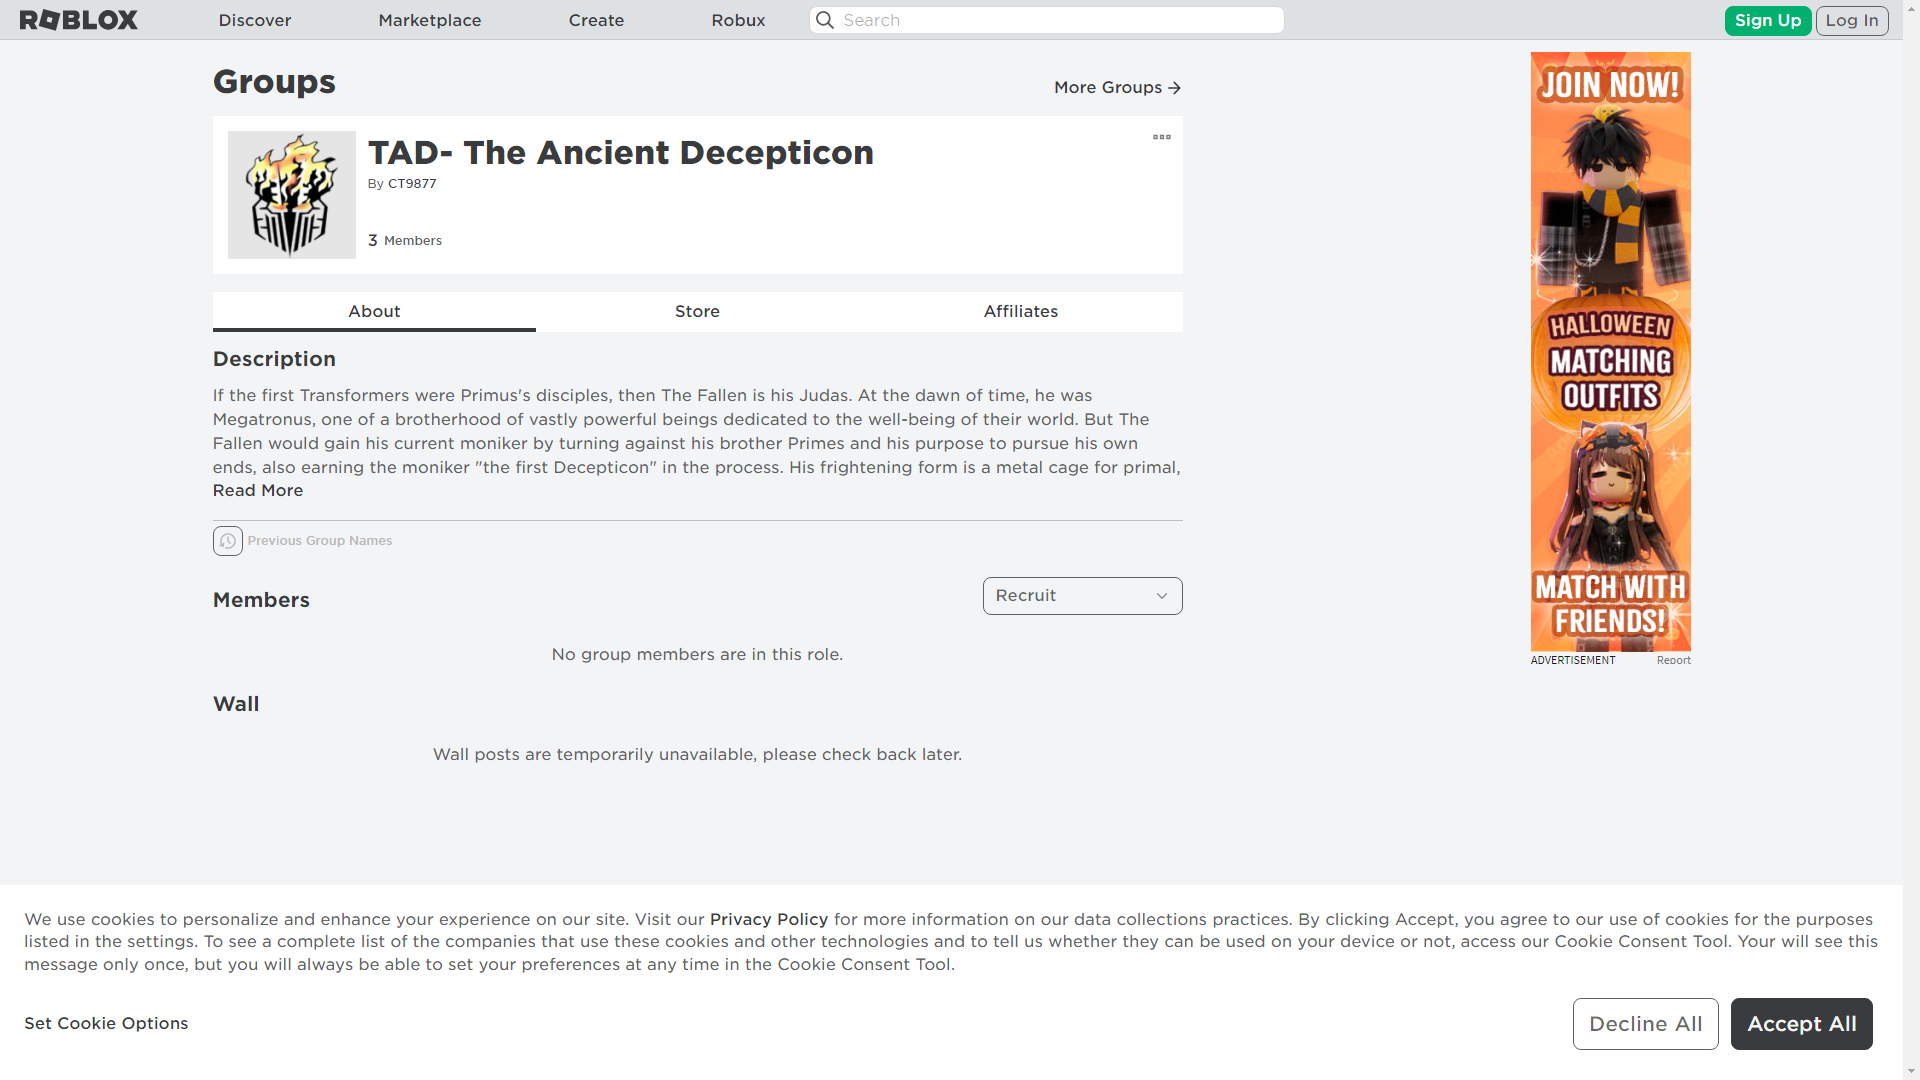 ROBLOX Discover Marketplace Create Robux Search Sign Up Log In
Groups
More Groups
TAD- The Ancient Decepticon
By CT9877
3 Members
About Store Affiliates
Description
If the first Transformers were Primus's disciples, then The Fallen is his Judas. At the dawn of time, he was
Megatronus, one of a brotherhood of vastly powerful beings dedicated to the well-being of their world. But The
Fallen would gain his current moniker by turning against his brother Primes and his purpose to pursue his own
ends, also earning the moniker "the first Decepticon" in the process. His frightening form is a metal cage for primal,
Read More
Previous Group Names
Members
Recruit
No group members are in this role.
Wall
Wall posts are temporarily unavailable, please check back later.
JOIN NOW!
HALLOWEEN
MATCHING
OUTFITS
MATCH WITH
FRIENDS!
ADVERTISEMENT Report
We use cookies to personalize and enhance your experience on our site. Visit our Privacy Policy for more information on our data collections practices. By clicking Accept, you agree to our use of cookies for the purposes
listed in the settings. To see a complete list of the companies that use these cookies and other technologies and to tell us whether they can be used on your device or not, access our Cookie Consent Tool. Your will see this
message only once, but you will always be able to set your preferences at any time in the Cookie Consent Tool.
Set Cookie Options
Decline All
Accept All